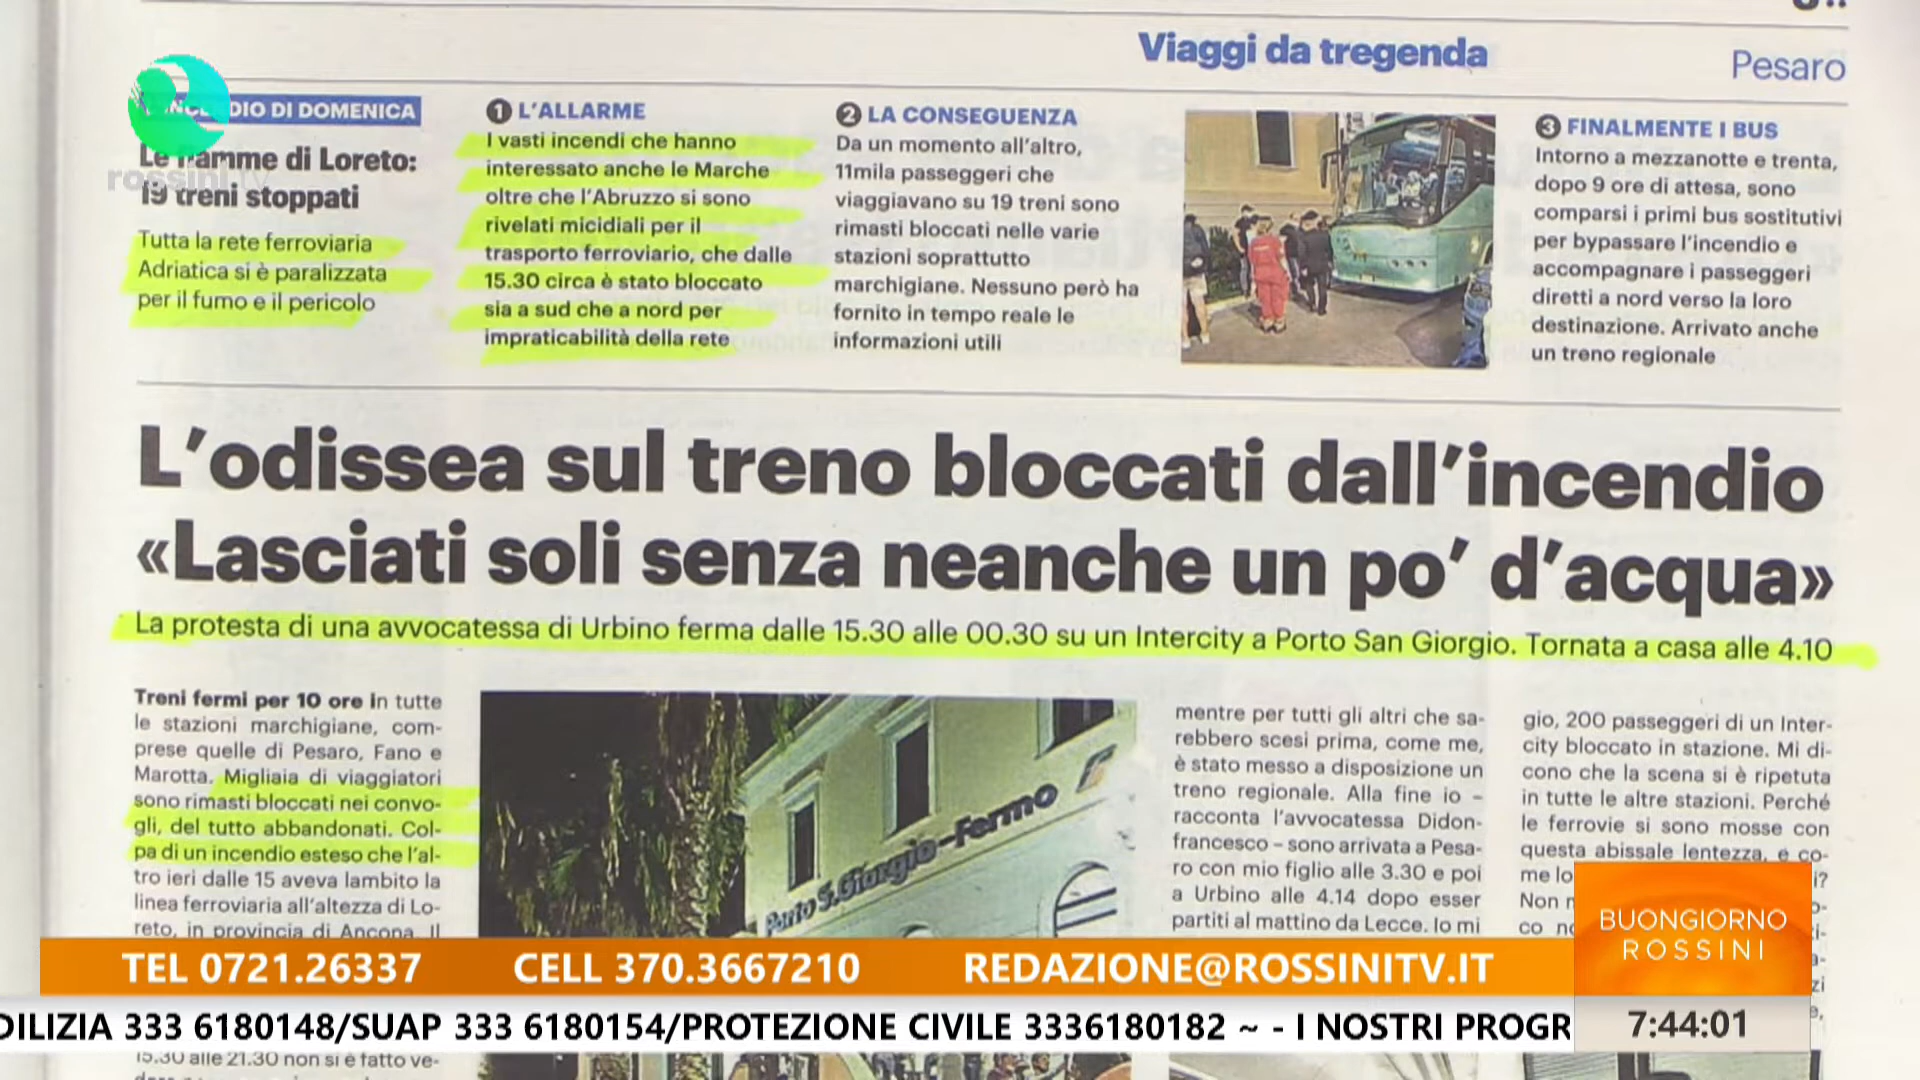 Viaggi da tregenda
Pesaro
DIO DI DOMENICA
Le fiamme di Loreto:
19 treni stoppati
Tutta la rete ferroviaria
Adriatica si è paralizzata
per il fumo e il pericolo
rossini TV
1 L'ALLARME
I vasti incendi che hanno
interessato anche le Marche
oltre che l'Abruzzo si sono
rivelati micidiali per il
trasporto ferroviario, che dalle
15.30 circa è stato bloccato
sia a sud che a nord per
impraticabilità della rete
2 LA CONSEGUENZA
Da un momento all'altro,
11mila passeggeri che
viaggiavano su 19 treni sono
rimasti bloccati nelle varie
stazioni soprattutto
marchigiane. Nessuno però ha
fornito in tempo reale le
informazioni utili
3 FINALMENTE I BUS
Intorno a mezzanotte e trenta,
dopo 9 ore di attesa, sono
comparsi i primi bus sostitutivi
per bypassare l'incendio e
accompagnare i passeggeri
diretti a nord verso la loro
destinazione. Arrivato anche
un treno regionale
L'odissea sul treno bloccati dall'incendio
«Lasciati soli senza neanche un po' d'acqua»
La protesta di una avvocatessa di Urbino ferma dalle 15.30 alle 00.30 su un Intercity a Porto San Giorgio. Tornata a casa alle 4.10
Treni fermi per 10 ore in tutte
le stazioni marchigiane, com-
prese quelle di Pesaro, Fano e
Marotta. Migliaia di viaggiatori
sono rimasti bloccati nei convo-
gli, del tutto abbandonati. Col-
pa di un incendio esteso che l'al-
tro ieri dalle 15 aveva lambito la
linea ferroviaria all'altezza di Lo-
reto, in provincia di Ancona. Il
15.30 alle 21.30 non si è fatto ve-
Porto S.Giorgio-Fermo
mentre per tutti gli altri che sa-
rebbero scesi prima, come me,
è stato messo a disposizione un
treno regionale. Alla fine io –
racconta l'avvocatessa Didon-
francesco – sono arrivata a Pesa-
ro con mio figlio alle 3.30 e poi
a Urbino alle 4.14 dopo esser
partiti al mattino da Lecce. Io mi
gio, 200 passeggeri di un Inter-
city bloccato in stazione. Mi di-
cono che la scena si è ripetuta
in tutte le altre stazioni. Perché
le ferrovie si sono mosse con
questa abissale lentezza, e co-
me lo
Non
co
BUONGIORNO
ROSSINI
TEL 0721.26337 CELL 370.3667210 REDAZIONE@ROSSINITV.IT
DILIZIA 333 6180148/SUAP 333 6180154/PROTEZIONE CIVILE 3336180182 ~ - I NOSTRI PROGR
7:44:01